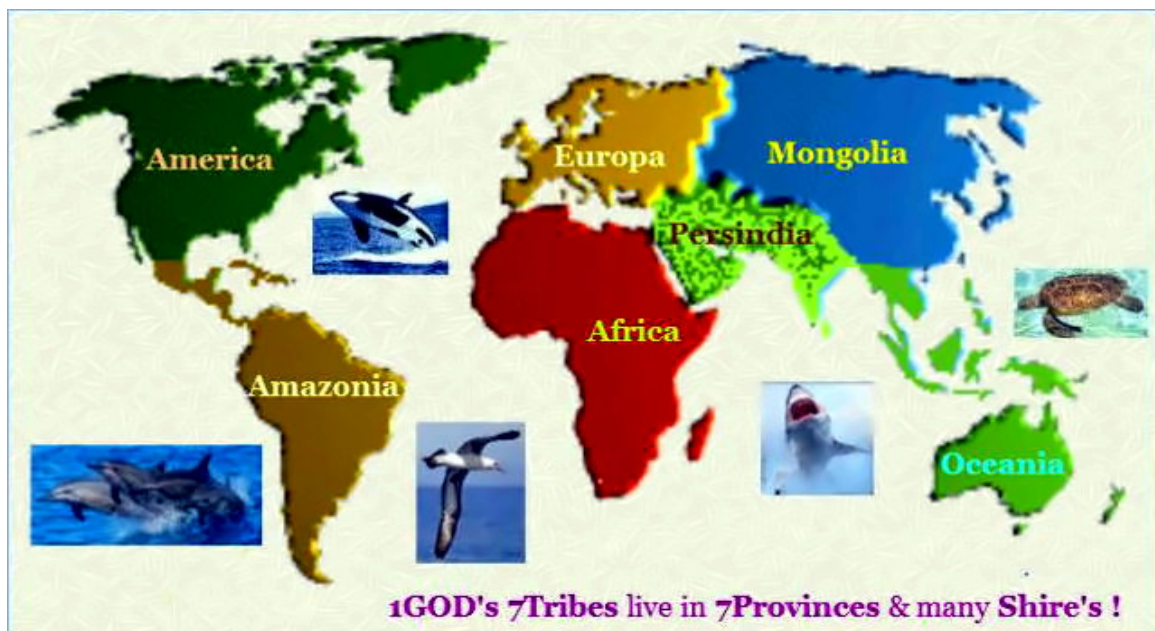 America
Europa
Mongolia
Persindia
Africa
Amazonia
Oceania
1GOD's 7Tribes live in 7Provinces & many Shire's !